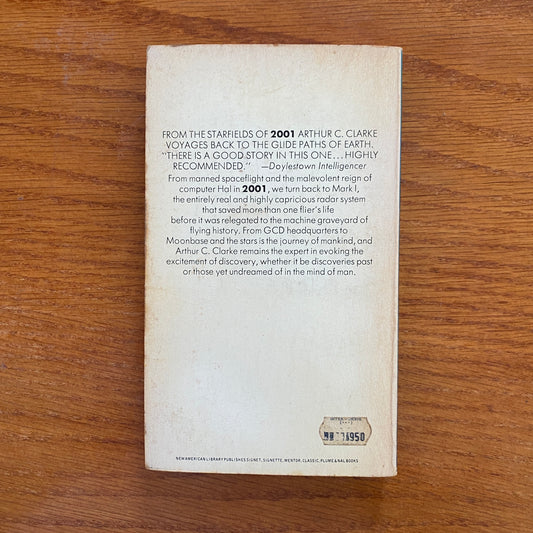 FROM THE STARFIELDS OF 2001 ARTHUR C. CLARKE
VOYAGES BACK TO THE GLIDE PATHS OF EARTH.
"THERE IS A GOOD STORY IN THIS ONE...HIGHLY
RECOMMENDED." —Doylestown Intelligencer
From manned spaceflight and the malevolent reign of
computer Hal in 2001, we turn back to Mark I,
the entirely real and highly capricious radar system
that saved more than one flier's life
before it was relegated to the machine graveyard of
flying history. From GCD headquarters to
Moonbase and the stars is the journey of mankind, and
Arthur C. Clarke remains the expert in evoking the
excitement of discovery, whether it be discoveries past
or those yet undreamed of in the mind of man.
950
NEW AMERICAN LIBRARY PUBLISHES SIGNET, SIGNETTE, MENTOR, CLASSIC, PLUME & NAL BOOKS